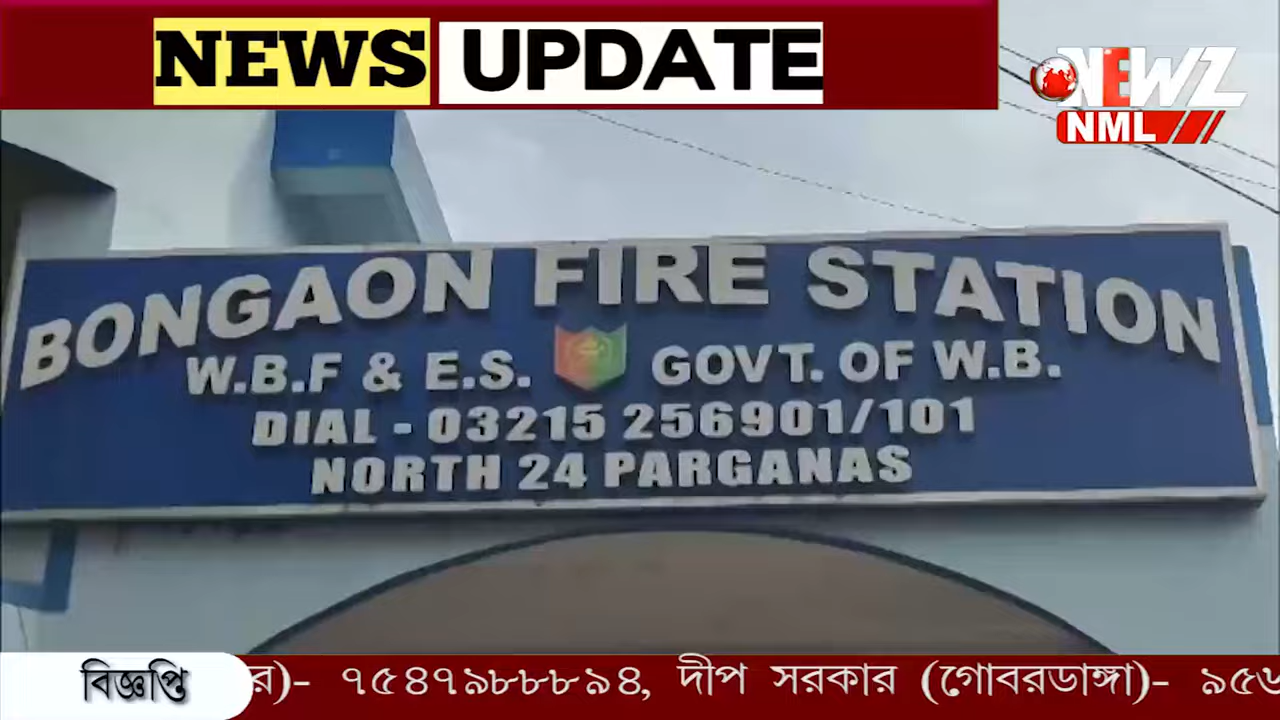 NEWS UPDATE
NEWZ
NML
BONGAON FIRE STATION
W.B.F & E.S. GOVT. OF W.B.
DIAL - 03215 256901/101
NORTH 24 PARGANAS
বিজ্ঞপ্তি র)- ৭৫৪৭৯৮৮৮৯৪, দীপ সরকার (গোবরডাঙ্গা)- ৯৫৬